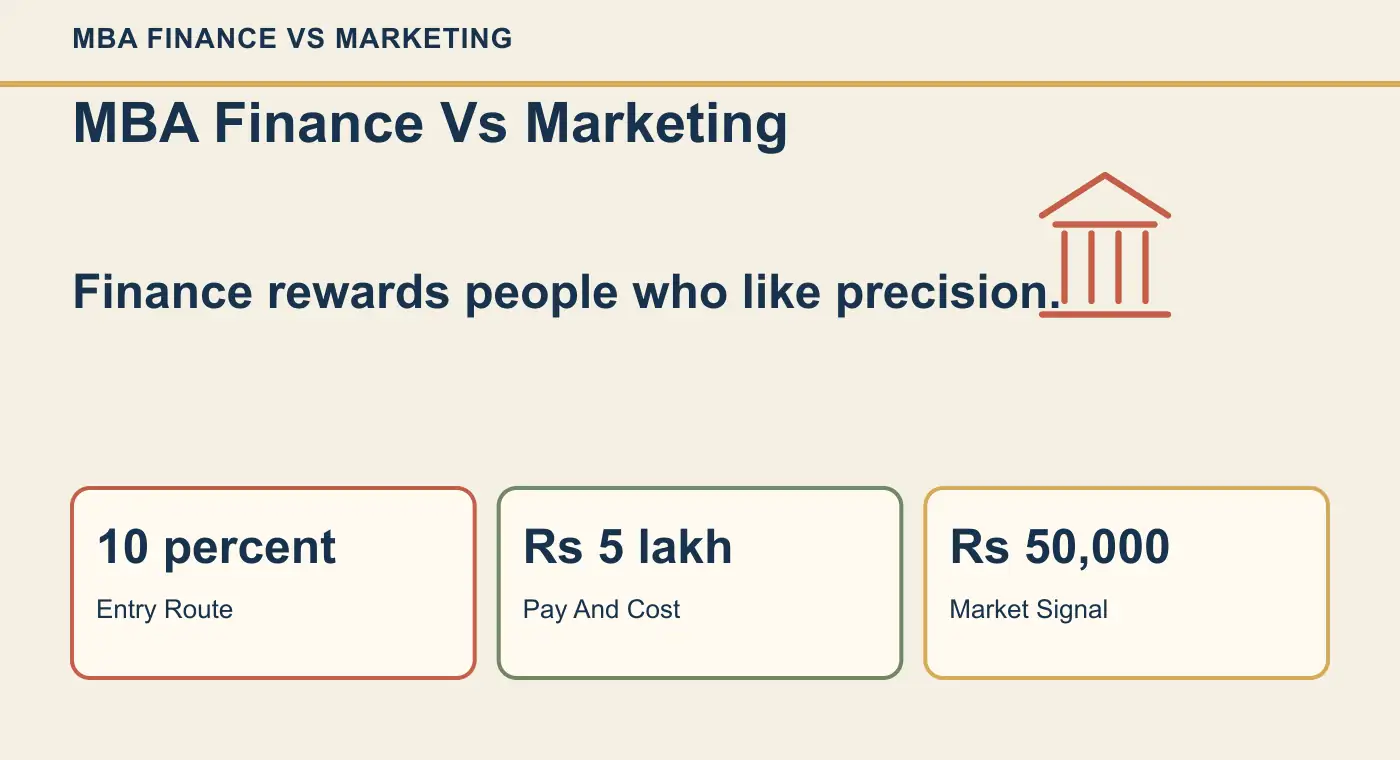 MBA FINANCE VS MARKETING
MBA Finance Vs Marketing
Finance rewards people who like precision.
10 percent
Entry Route
Rs 5 lakh
Pay And Cost
Rs 50,000
Market Signal